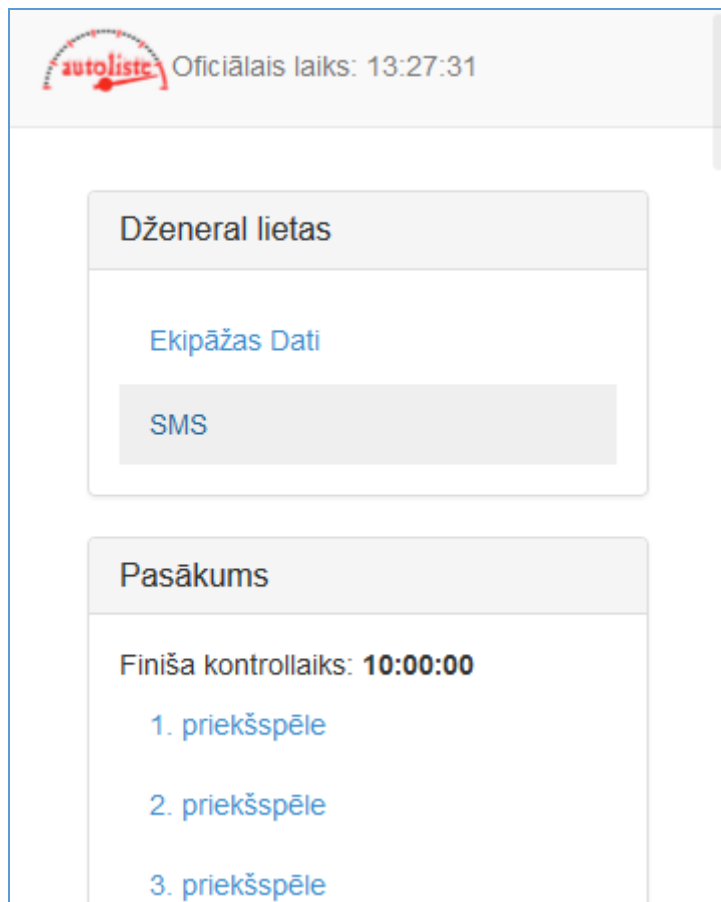 autoliste Oficiālais laiks: 13:27:31
Dženeral lietas
Ekipāžas Dati
SMS
Pasākums
Finiša kontrollaiks: 10:00:00
1. priekšspēle
2. priekšspēle
3. priekšspēle